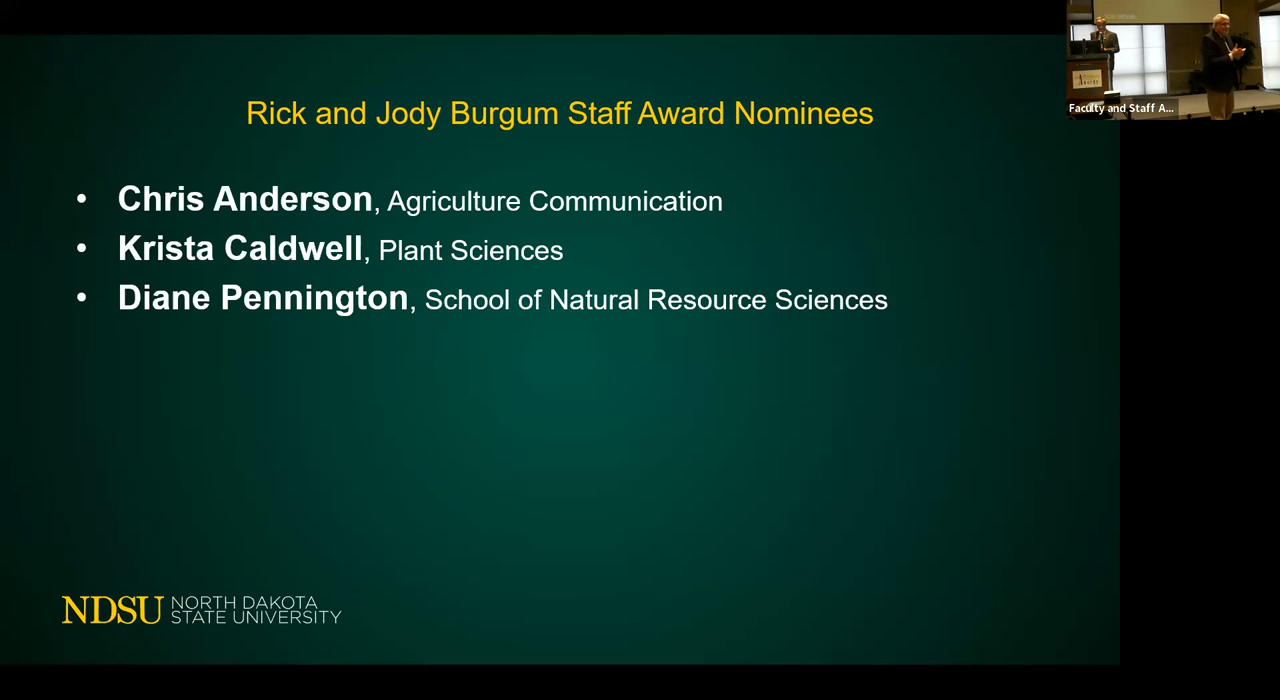 Rick and Jody Burgum Staff Award Nominees
• Chris Anderson, Agriculture Communication
• Krista Caldwell, Plant Sciences
• Diane Pennington, School of Natural Resource Sciences
NDSU NORTH DAKOTA
STATE UNIVERSITY
Faculty and Staff A...